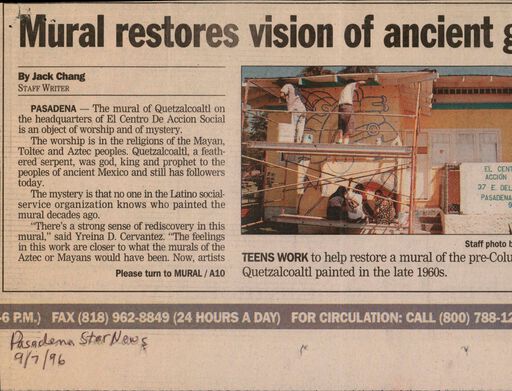 Mural restores vision of ancient g
By Jack Chang
STAFF WRITER
PASADENA — The mural of Quetzalcoaltl on
the headquarters of El Centro De Accion Social
is an object of worship and of mystery.
The worship is in the religions of the Mayan,
Toltec and Aztec peoples. Quetzalcoaltl, a feath-
ered serpent, was god, king and prophet to the
peoples of ancient Mexico and still has followers
today.
The mystery is that no one in the Latino social-
service organization knows who painted the
mural decades ago.
"There's a strong sense of rediscovery in this
mural," said Yreina D. Cervantez. "The feelings
in this work are closer to what the murals of the
Aztec or Mayans would have been. Now, artists
Please turn to MURAL / A10
EL CENT
ACCION
37 E. DEL
PASADENA
Staff photo b
TEENS WORK to help restore a mural of the pre-Colu
Quetzalcoaltl painted in the late 1960s.
-6 P.M.) FAX (818) 962-8849 (24 HOURS A DAY) FOR CIRCULATION: CALL (800) 788-12
Pasadena Star News
9/7/96